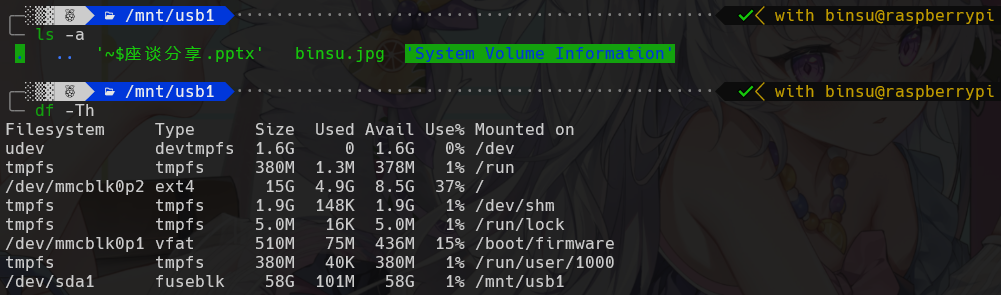 /mnt/usb1 with binsu@raspberrypi
ls -a
. .. '~$座谈分享.pptx' binsu.jpg 'System Volume Information'
/mnt/usb1 with binsu@raspberrypi
df -Th
Filesystem Type Size Used Avail Use% Mounted on
udev devtmpfs 1.6G 0 1.6G 0% /dev
tmpfs tmpfs 380M 1.3M 378M 1% /run
/dev/mmcblk0p2 ext4 15G 4.9G 8.5G 37% /
tmpfs tmpfs 1.9G 148K 1.9G 1% /dev/shm
tmpfs tmpfs 5.0M 16K 5.0M 1% /run/lock
/dev/mmcblk0p1 vfat 510M 75M 436M 15% /boot/firmware
tmpfs tmpfs 380M 40K 380M 1% /run/user/1000
/dev/sda1 fuseblk 58G 101M 58G 1% /mnt/usb1